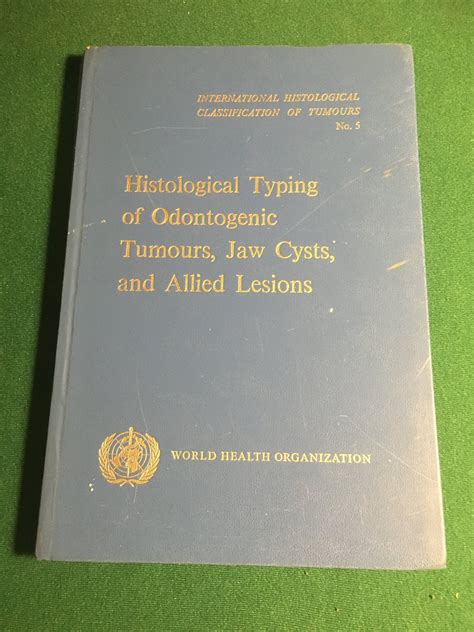 INTERNATIONAL HISTOLOGICAL
CLASSIFICATION OF TUMOURS
No. 5
Histological Typing
of Odontogenic
Tumours, Jaw Cysts,
and Allied Lesions
WORLD HEALTH ORGANIZATION